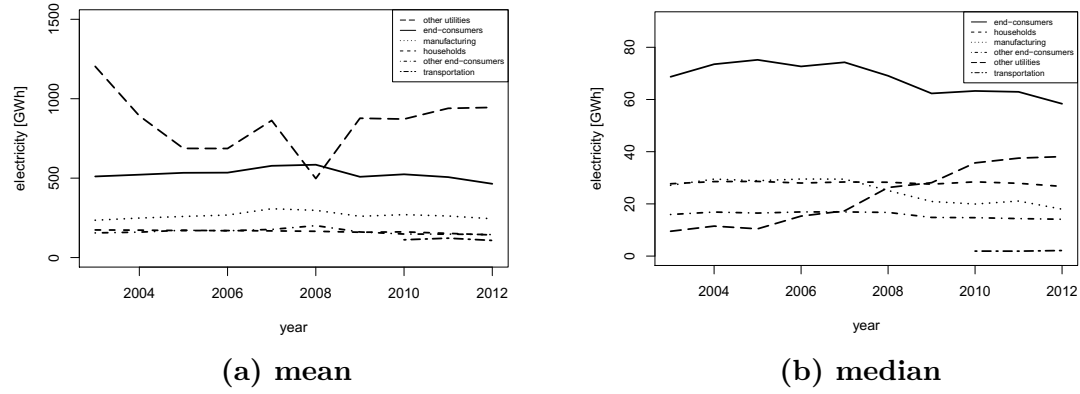 1500
1000
500
0
electricity [GWh]
other utilities
end-consumers
manufacturing
households
other end-consumers
transportation
2004 2006 2008 2010 2012
year
(a) mean
80
60
40
20
0
electricity [GWh]
end-consumers
households
manufacturing
other end-consumers
other utilities
transportation
2004 2006 2008 2010 2012
year
(b) median